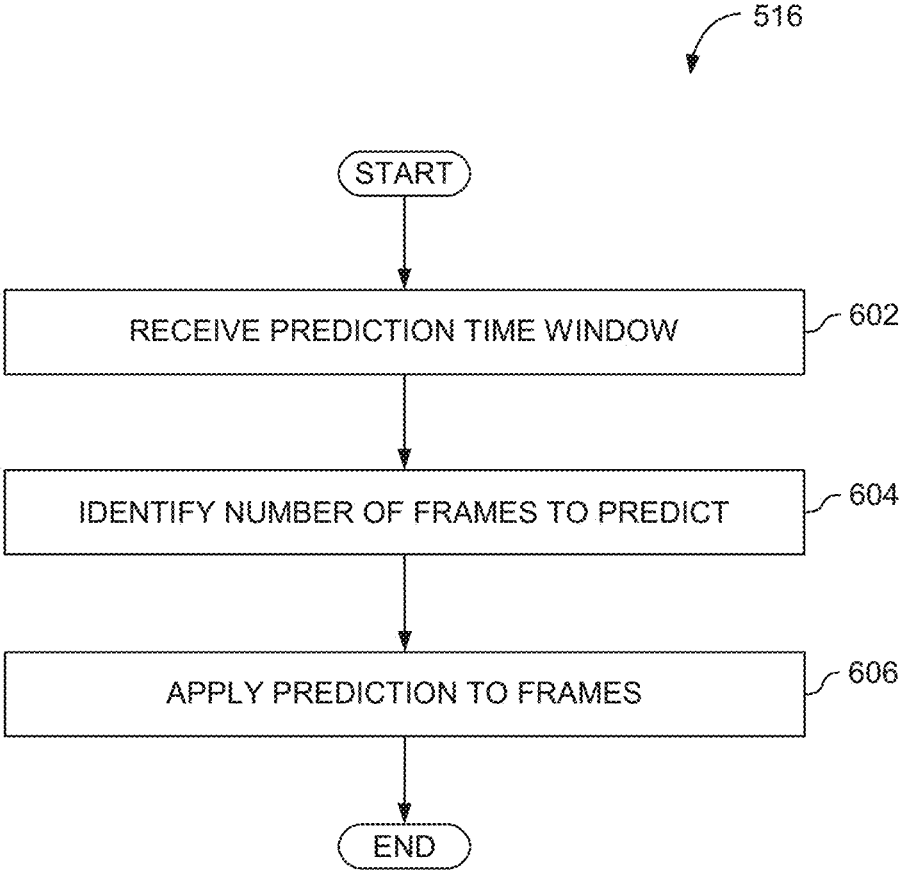 516
START
RECEIVE PREDICTION TIME WINDOW
602
IDENTIFY NUMBER OF FRAMES TO PREDICT
604
APPLY PREDICTION TO FRAMES
606
END